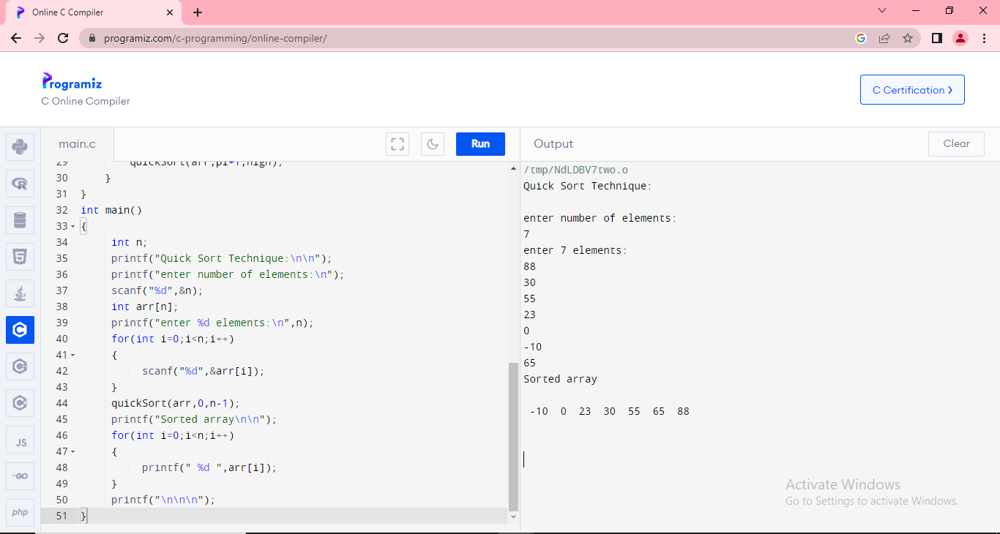 Online C Compiler
programiz.com/c-programming/online-compiler/
Programiz
C Online Compiler
C Certification
main.c
Run
Output
Clear
29 quickSort(arr,pi+1,high);
30 }
31 }
32 int main()
33 {
34 int n;
35 printf("Quick Sort Technique:\n\n");
36 printf("enter number of elements:\n");
37 scanf("%d",&n);
38 int arr[n];
39 printf("enter %d elements:\n",n);
40 for(int i=0;i<n;i++)
41 {
42 scanf("%d",&arr[i]);
43 }
44 quickSort(arr,0,n-1);
45 printf("Sorted array\n\n");
46 for(int i=0;i<n;i++)
47 {
48 printf(" %d ",arr[i]);
49 }
50 printf("\n\n\n");
51 }
/tmp/NdLDBV7two.o
Quick Sort Technique:
enter number of elements:
7
enter 7 elements:
88
30
55
23
0
-10
65
Sorted array
-10 0 23 30 55 65 88
JS
GO
php
Activate Windows
Go to Settings to activate Windows.